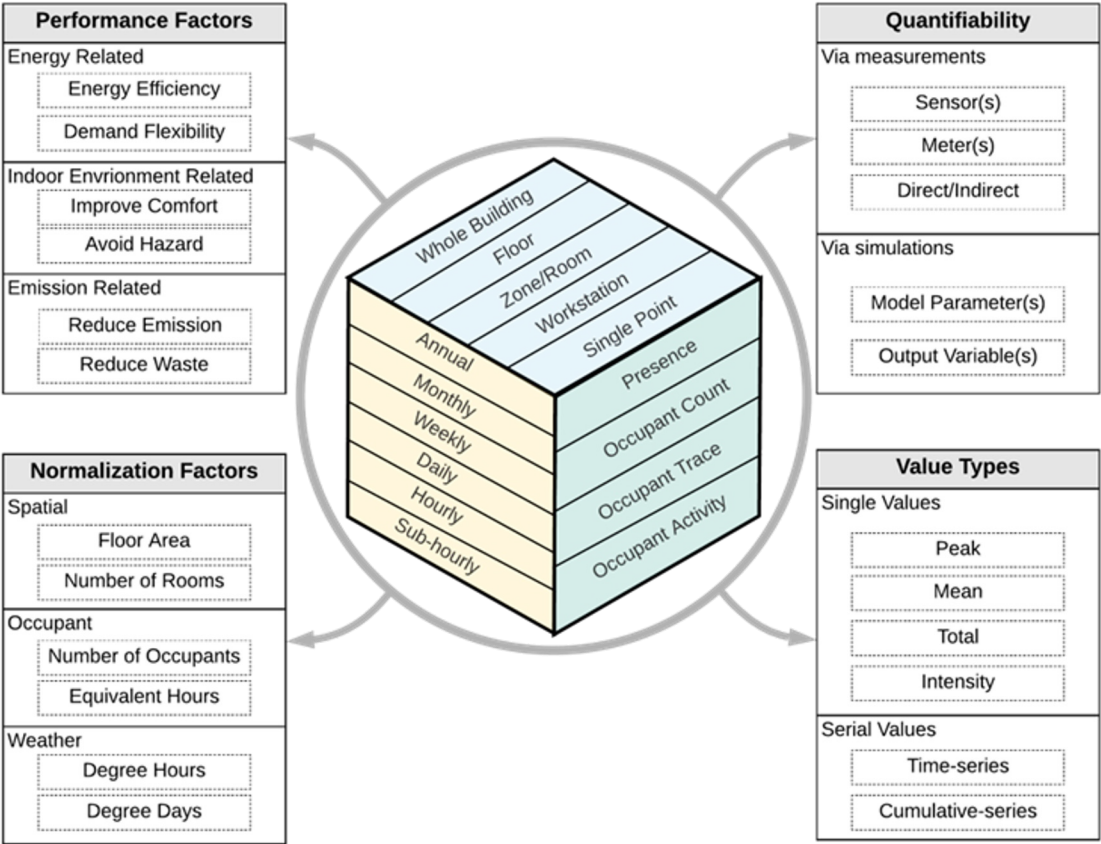 Performance Factors
Energy Related
Energy Efficiency
Demand Flexibility
Indoor Envrionment Related
Improve Comfort
Avoid Hazard
Emission Related
Reduce Emission
Reduce Waste
Normalization Factors
Spatial
Floor Area
Number of Rooms
Occupant
Number of Occupants
Equivalent Hours
Weather
Degree Hours
Degree Days
Whole Building
Floor
Zone/Room
Workstation
Single Point
Annual
Monthly
Weekly
Daily
Hourly
Sub-hourly
Presence
Occupant Count
Occupant Trace
Occupant Activity
Quantifiability
Via measurements
Sensor(s)
Meter(s)
Direct/Indirect
Via simulations
Model Parameter(s)
Output Variable(s)
Value Types
Single Values
Peak
Mean
Total
Intensity
Serial Values
Time-series
Cumulative-series